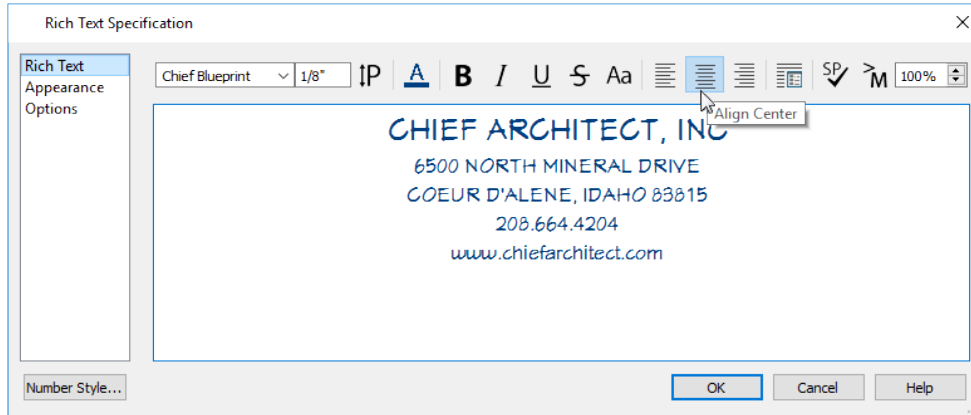 Rich Text Specification
Rich Text
Appearance
Options
Chief Blueprint 1/8" P A B I U S Aa SP >M 100%
Align Center
CHIEF ARCHITECT, INC
6500 NORTH MINERAL DRIVE
COEUR D'ALENE, IDAHO 83815
208.664.4204
www.chiefarchitect.com
Number Style... OK Cancel Help